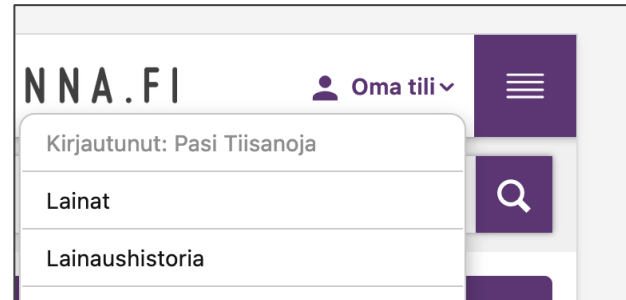 NNA.FI
Oma tili
Kirjautunut: Pasi Tiisanoja
Lainat
Lainaushistoria